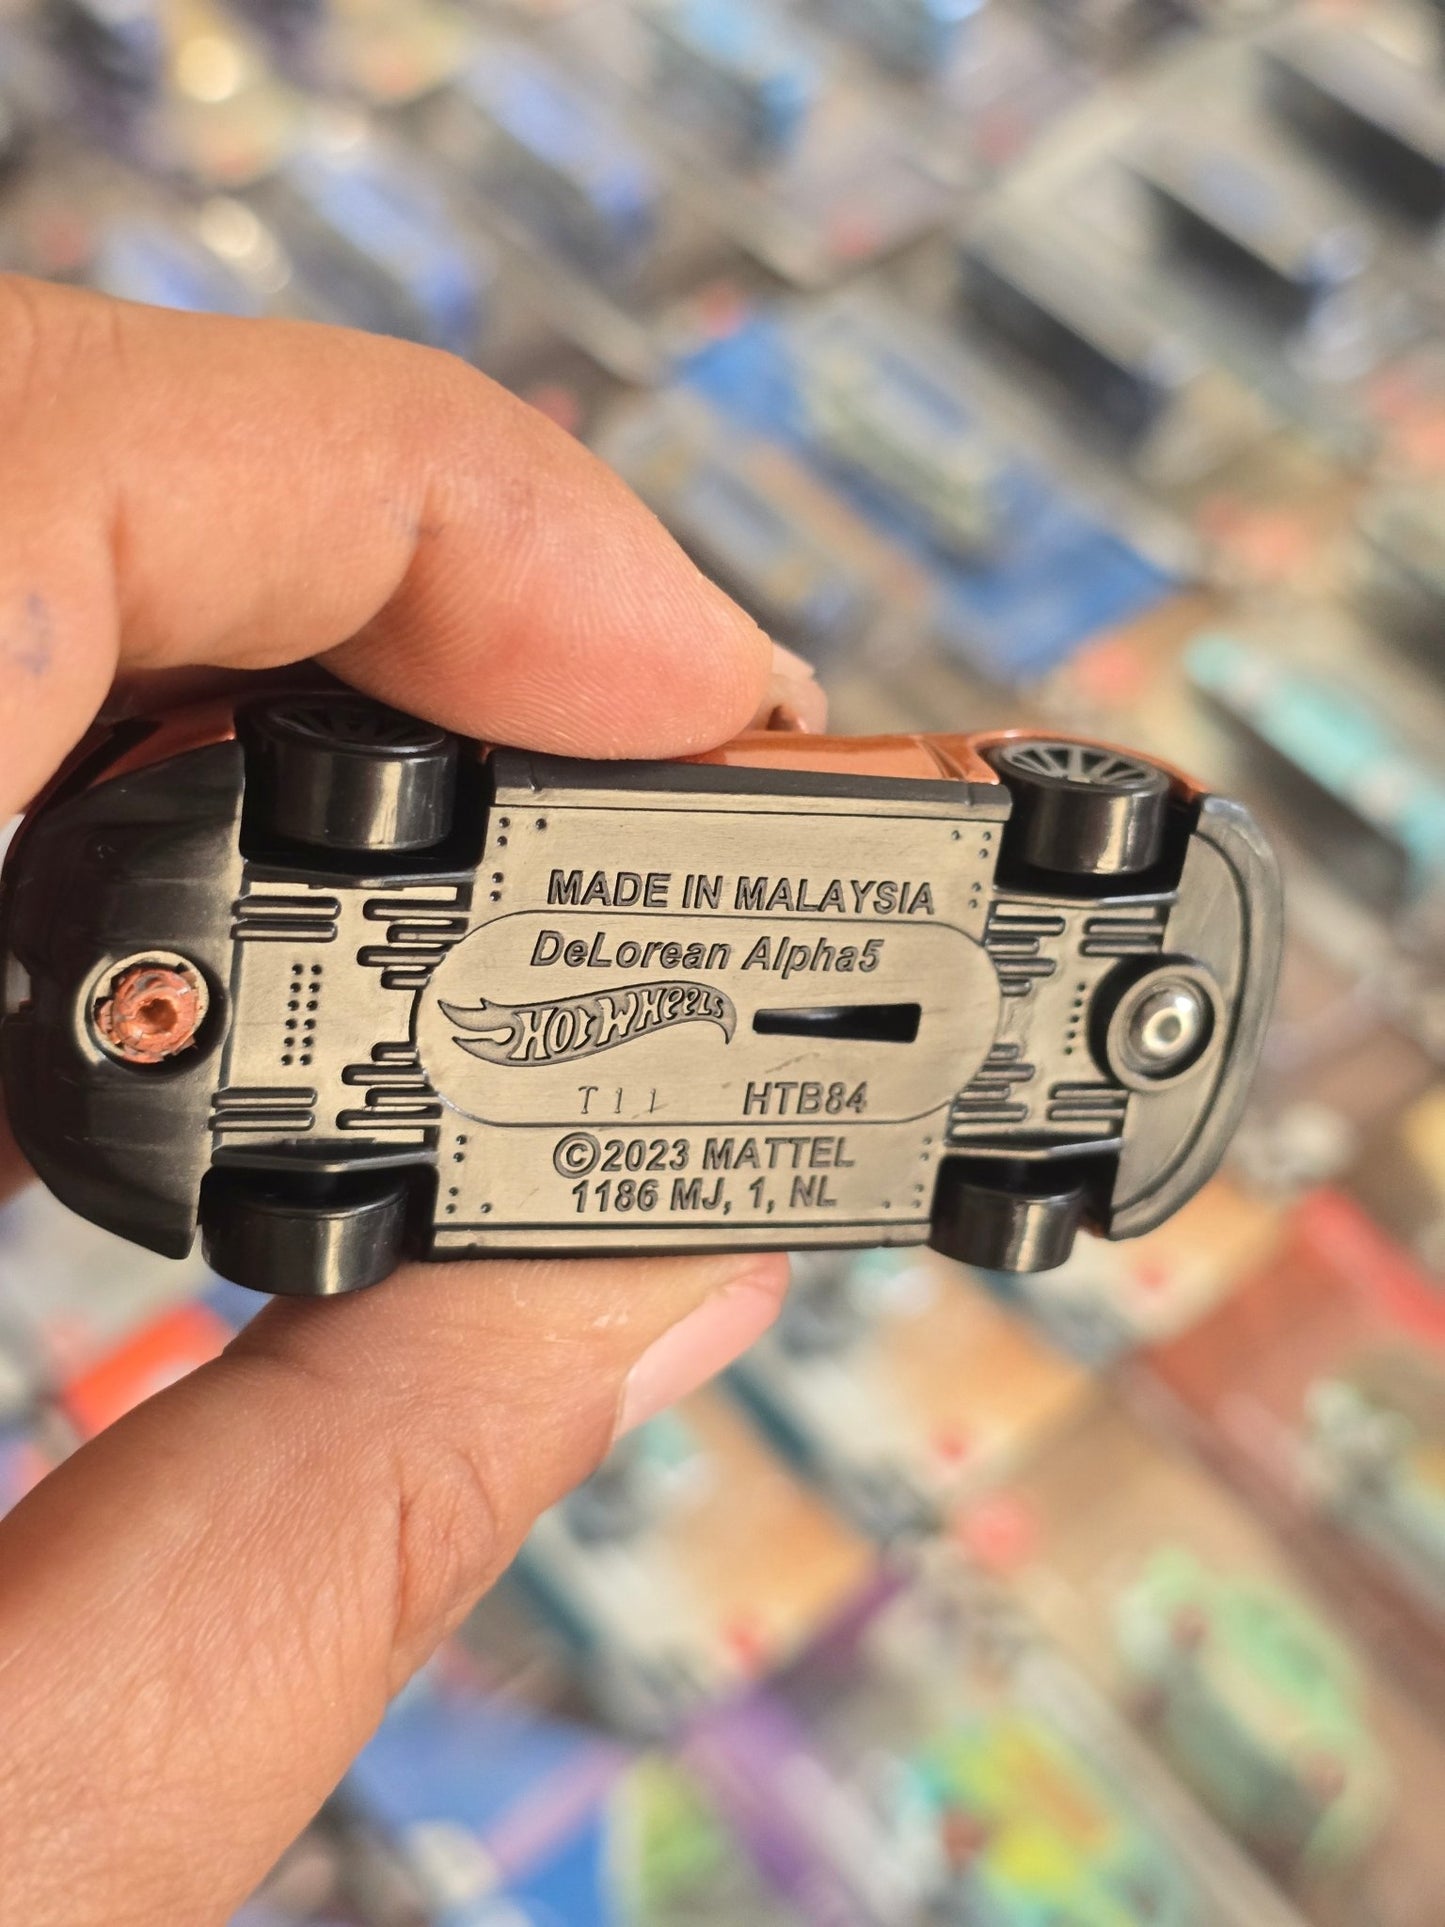 MADE IN MALAYSIA
DeLorean Alpha5
HOT WHEELS
T11 HTB84
©2023 MATTEL
1186 MJ, 1, NL